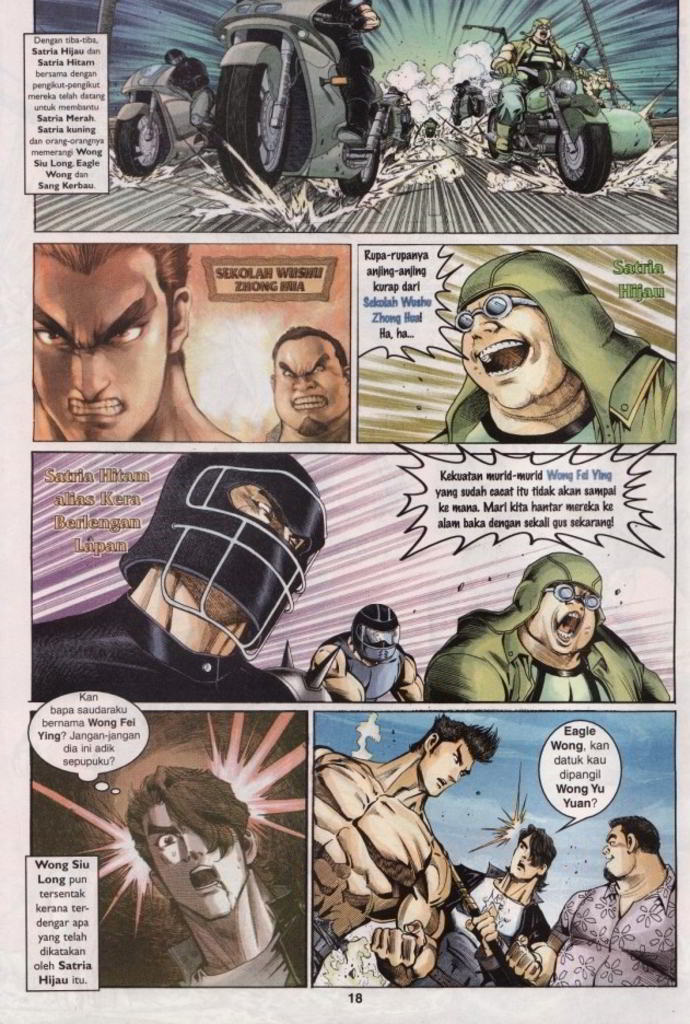 Dengan tiba-tiba,
Satria Hijau dan
Satria Hitam
bersama dengan
pengikut-pengikut
mereka telah datang
untuk membantu
Satria Merah.
Satria kuning
dan orang-orangnya
memerangi Wong
Siu Long, Eagle
Wong dan
Sang Kerbau.
SEKOLAH WUSHU
ZHONG HUA
Rupa-rupanya
anjing-anjing
kurap dari
Sekolah Wushu
Zhong Hua!
Ha, ha...
Satria
Hijau
Satria Hitam
alias Kera
Berlengan
Lapan
Kekuatan murid-murid Wong Fei Ying
yang sudah cacat itu tidak akan sampai
ke mana. Mari kita hantar mereka ke
alam baka dengan sekali gus sekarang!
Kan
bapa saudaraku
bernama Wong Fei
Ying? Jangan-jangan
dia ini adik
sepupuku?
Wong Siu
Long pun
tersentak
kerana ter-
dengar apa
yang telah
dikatakan
oleh Satria
Hijau itu.
Eagle
Wong, kan
datuk kau
dipangil
Wong Yu
Yuan?
18